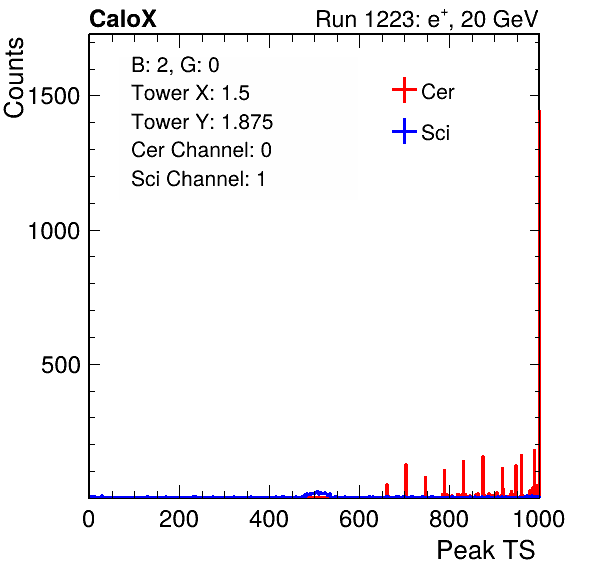 CaloX Run 1223: e⁺, 20 GeV
Counts
B: 2, G: 0
Tower X: 1.5
Tower Y: 1.875
Cer Channel: 0
Sci Channel: 1
Cer
Sci
1500
1000
500
0 200 400 600 800 1000
Peak TS